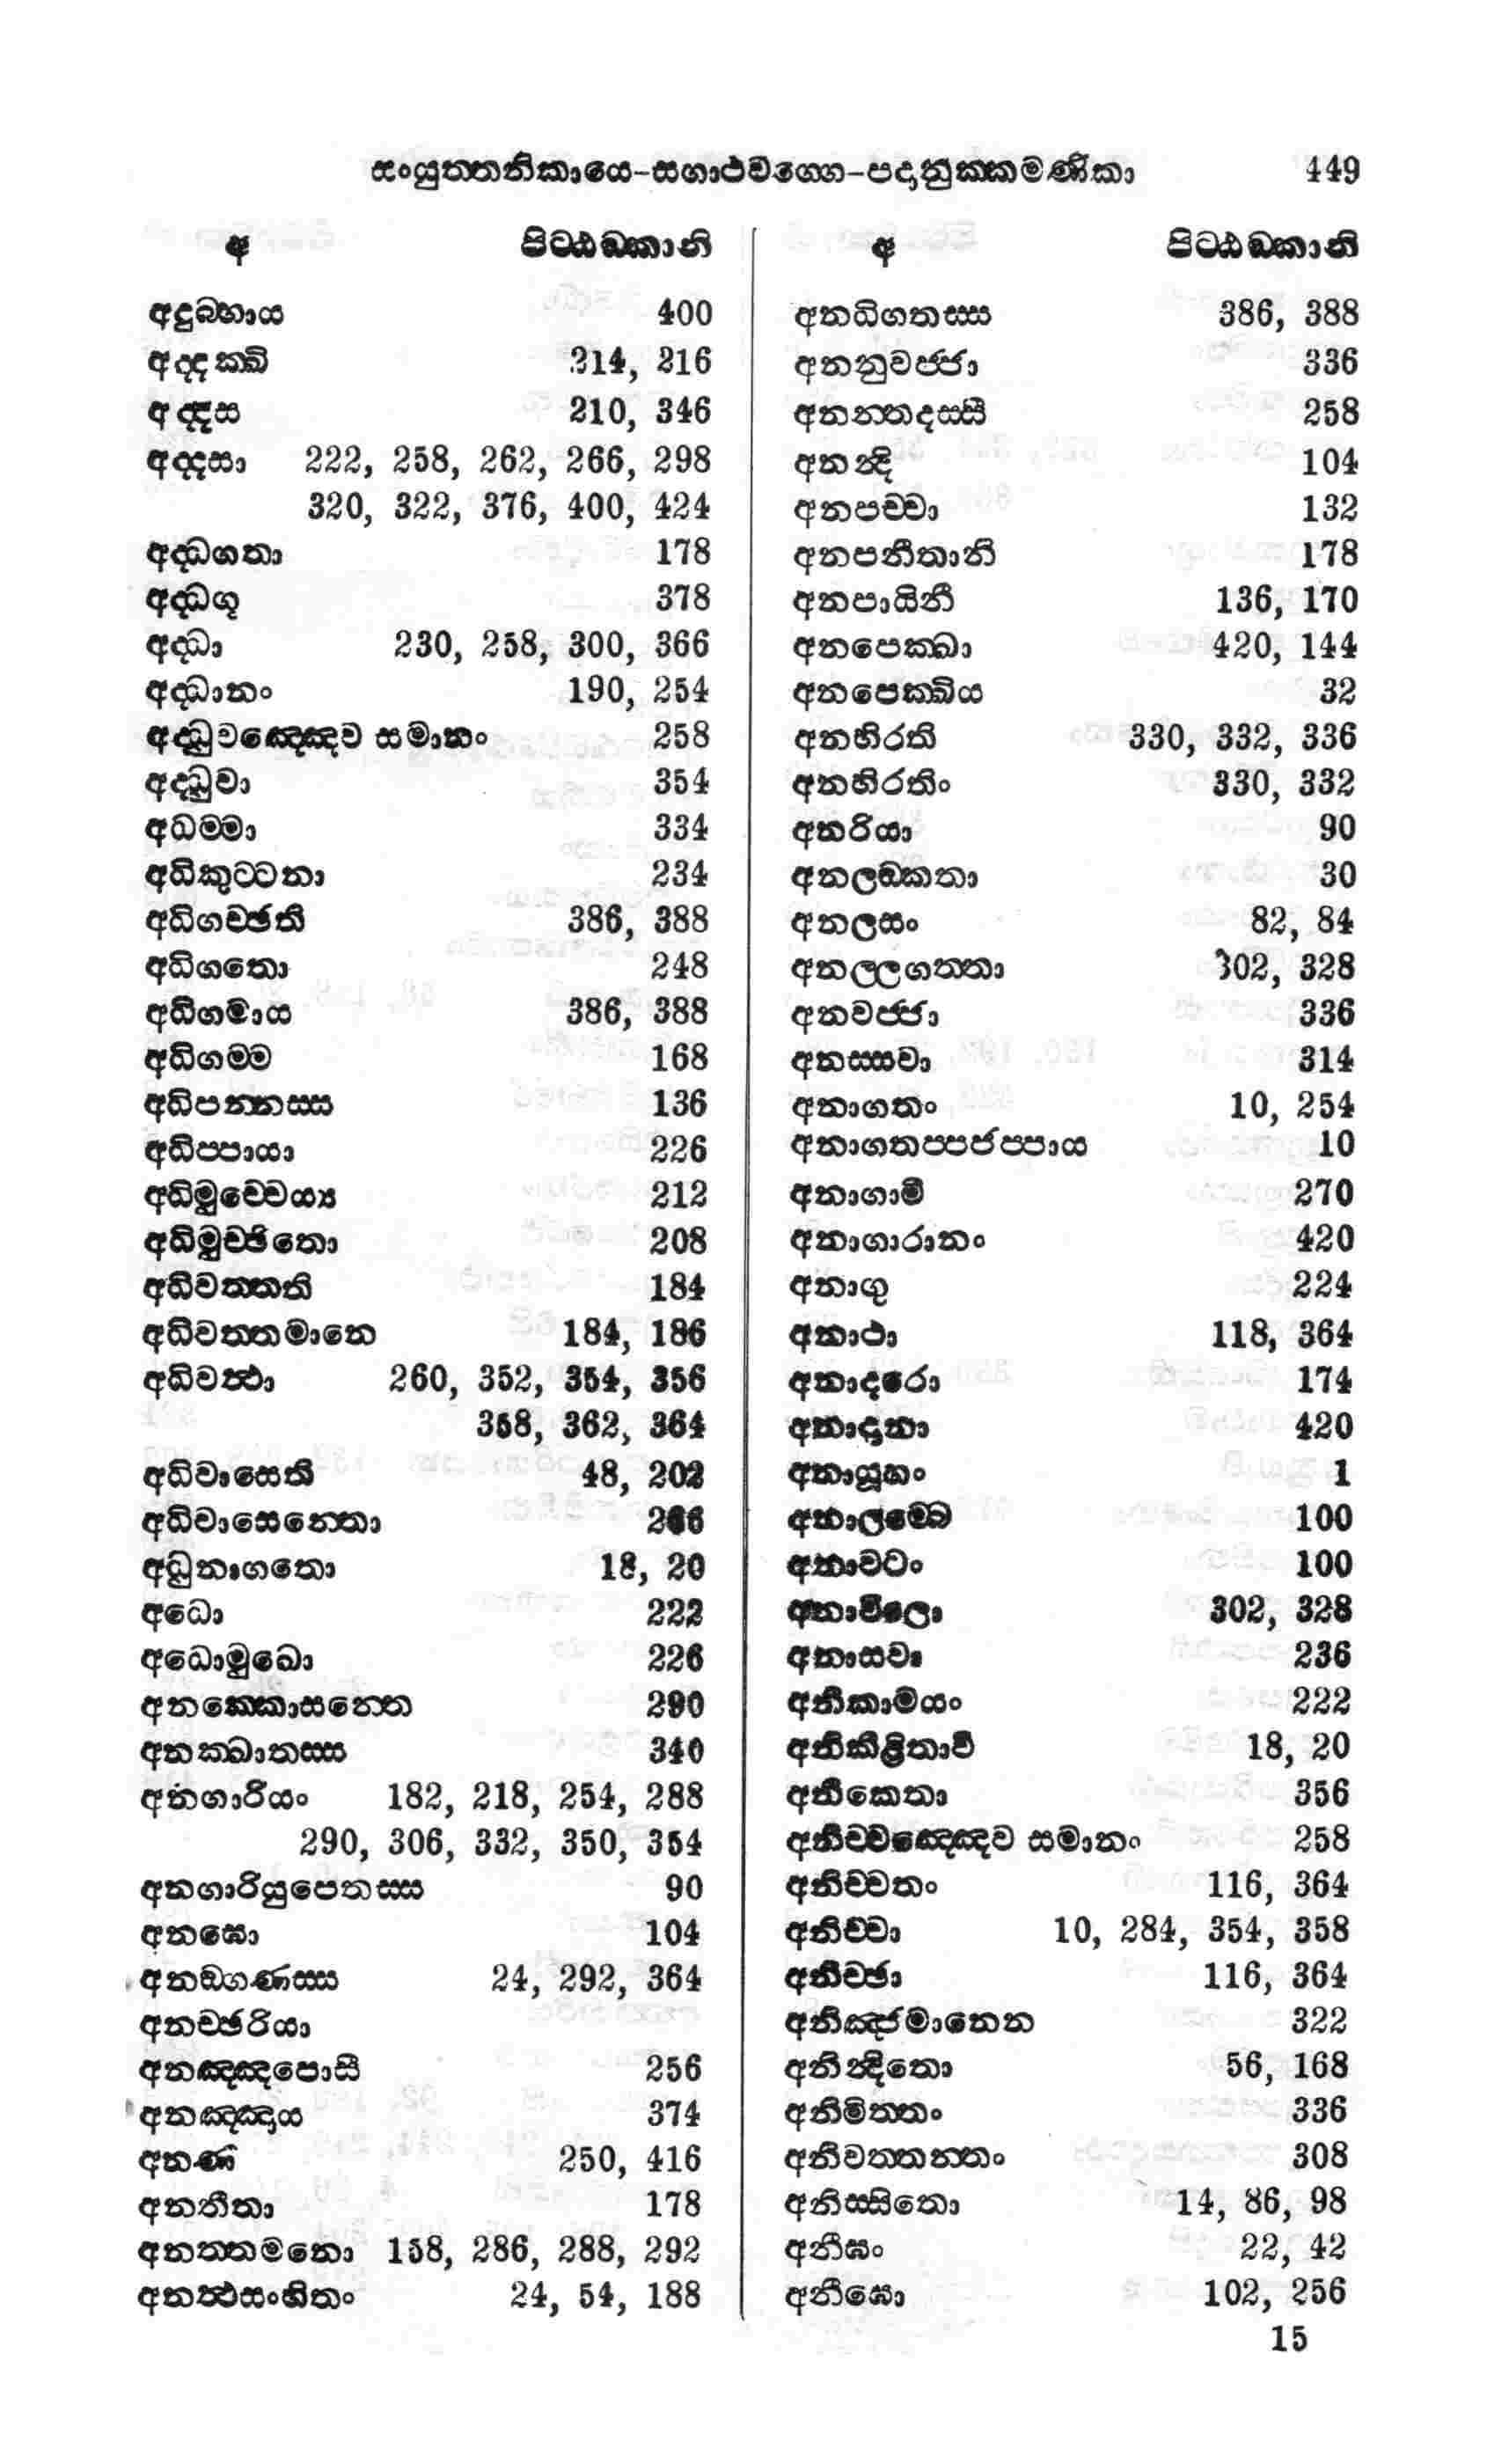 සංයුත්තනිකායෙ-සගාථවග්ගෙ-පදානුක්කමණිකා 449
අ පිට්ඨඞ්කානි
අදුබ්භාය 400
අද්දක්ඛි 214, 216
අද්දස 210, 346
අද්දසා 222, 258, 262, 266, 298
320, 322, 376, 400, 424
අද්ධගතා 178
අද්ධගූ 378
අද්ධා 230, 258, 300, 366
අද්ධානං 190, 254
අද්ධුවඤ්ඤෙව සමානං 258
අද්ධුවා 354
අධම්මා 334
අධිකුට්ටනා 234
අධිගච්ඡති 386, 388
අධිගතො 248
අධිගමාය 386, 388
අධිගම්ම 168
අධිපන්නස්ස 136
අධිප්පායා 226
අධිමුච්චෙය්‍ය 212
අධිමුච්ඡිතො 208
අධිවත්තති 184
අධිවත්තමානෙ 184, 186
අධිවත්ථා 260, 352, 354, 356
358, 362, 364
අධිවාසෙති 48, 202
අධිවාසෙන්තො 266
අධුනාගතො 18, 20
අධො 222
අධොමුඛො 226
අනක්කොසන්තෙ 290
අනක්ඛාතස්ස 340
අනගාරියං 182, 218, 254, 288
290, 306, 332, 350, 354
අනගාරියුපෙතස්ස 90
අනඝො 104
අනඞ්ගණස්ස 24, 292, 364
අනච්ඡරියා
අනඤ්ඤපොසී 256
අනඤ්ඤාය 374
අනණ 250, 416
අනතීතා 178
අනත්තමනො 158, 286, 288, 292
අනත්ථසංහිතං 24, 54, 188
අ පිට්ඨඞ්කානි
අනධිගතස්ස 386, 388
අනනුවජ්ජා 336
අනන්තදස්සී 258
අනන්දි 104
අනපච්චා 132
අනපනීතානි 178
අනපායිනී 136, 170
අනපෙක්ඛා 420, 144
අනපෙක්ඛිය 32
අනභිරති 330, 332, 336
අනභිරතිං 330, 332
අනරියා 90
අනලඞ්කතා 30
අනලසං 82, 84
අනල්ලගත්තා 302, 328
අනවජ්ජා 336
අනස්සවා 314
අනාගතං 10, 254
අනාගතප්පජප්පාය 10
අනාගාමී 270
අනාගාරානං 420
අනාගු 224
අනාථා 118, 364
අනාදරො 174
අනාදානා 420
අනායූහං 1
අනාලම්බෙ 100
අනාවටං 100
අනාවිලො 302, 328
අනාසවා 236
අනිකාමයං 222
අනිකීළිතාවී 18, 20
අනිකෙතා 356
අනිච්චඤ්ඤෙව සමානං 258
අනිච්චතං 116, 364
අනිච්චා 10, 284, 354, 358
අනිච්ඡා 116, 364
අනිඤ්ජමානෙන 322
අනින්දිතො 56, 168
අනිමිත්තං 336
අනිවත්තන්තං 308
අනිස්සිතො 14, 86, 98
අනීඝං 22, 42
අනීඝො 102, 256
15